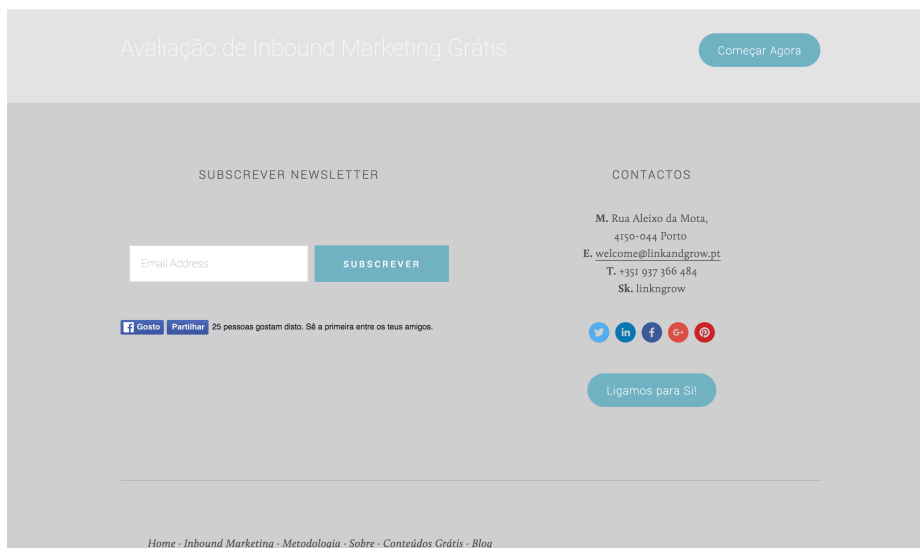 Avaliação de Inbound Marketing Grátis
Começar Agora
SUBSCREVER NEWSLETTER
Email Address
SUBSCREVER
Gosto Partilhar 25 pessoas gostam disto. Sê a primeira entre os teus amigos.
CONTACTOS
M. Rua Aleixo da Mota,
4150-044 Porto
E. welcome@linkandgrow.pt
T. +351 937 366 484
Sk. linkngrow
Ligamos para Si!
Home · Inbound Marketing · Metodologia · Sobre · Conteúdos Grátis · Blog